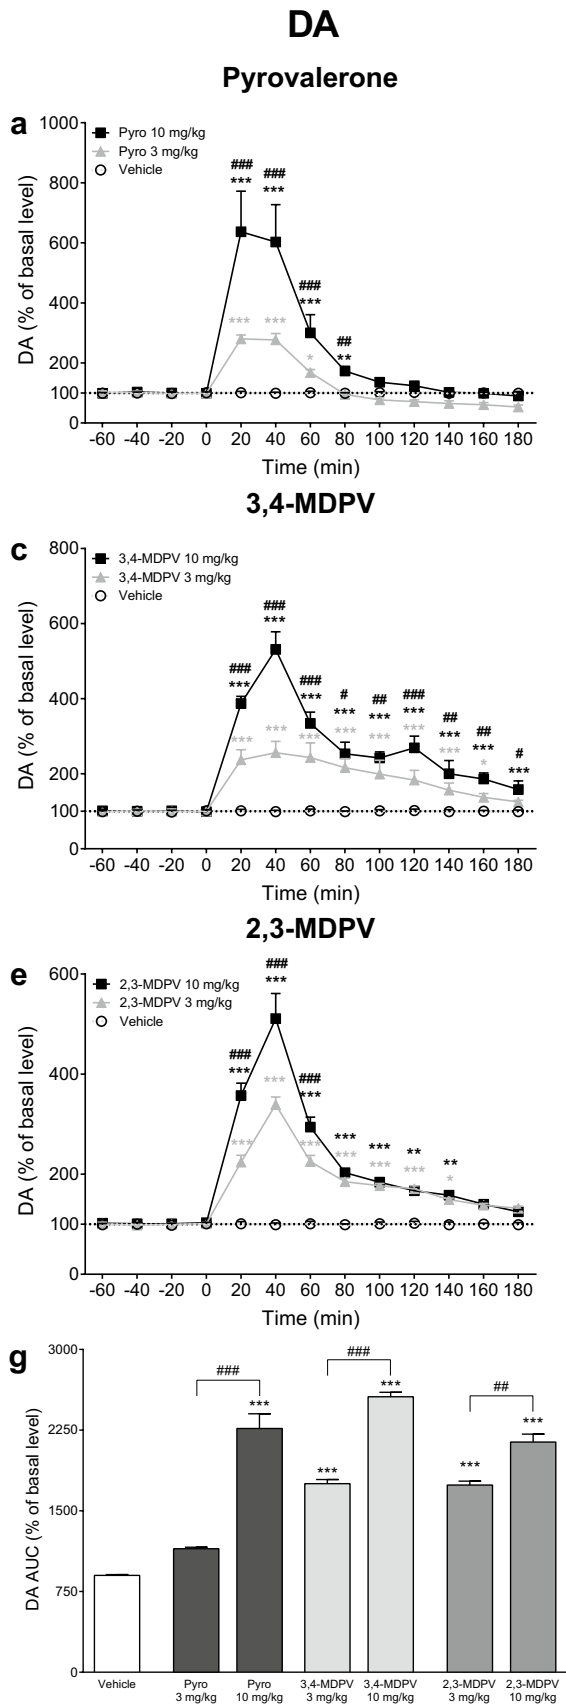 DA
Pyrovalerone
a
DA (% of basal level)
1000
800
600
400
200
100
0
Pyro 10 mg/kg
Pyro 3 mg/kg
Vehicle
### ### 
*** ***
###
***
##
**
*** ***
*
-60 -40 -20 0 20 40 60 80 100 120 140 160 180
Time (min)
3,4-MDPV
c
DA (% of basal level)
800
600
400
200
100
0
3,4-MDPV 10 mg/kg
3,4-MDPV 3 mg/kg
Vehicle
###
***
###
***
###
***
#
***
##
***
###
***
##
***
##
***
#
***
*** *** *** *** *** *** *** *
-60 -40 -20 0 20 40 60 80 100 120 140 160 180
Time (min)
2,3-MDPV
e
DA (% of basal level)
600
400
200
100
0
2,3-MDPV 10 mg/kg
2,3-MDPV 3 mg/kg
Vehicle
###
***
###
***
###
***
*** *** ** **
*** *** *** *** *** *** *
-60 -40 -20 0 20 40 60 80 100 120 140 160 180
Time (min)
g
DA AUC (% of basal level)
3000
2250
1500
750
0
### ### ##
*** *** *** *** ***
Vehicle
Pyro
3 mg/kg
Pyro
10 mg/kg
3,4-MDPV
3 mg/kg
3,4-MDPV
10 mg/kg
2,3-MDPV
3 mg/kg
2,3-MDPV
10 mg/kg